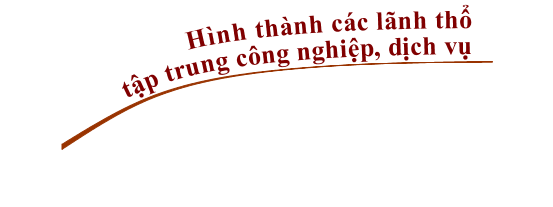 Hình thành các lãnh thổ
tập trung công nghiệp, dịch vụ